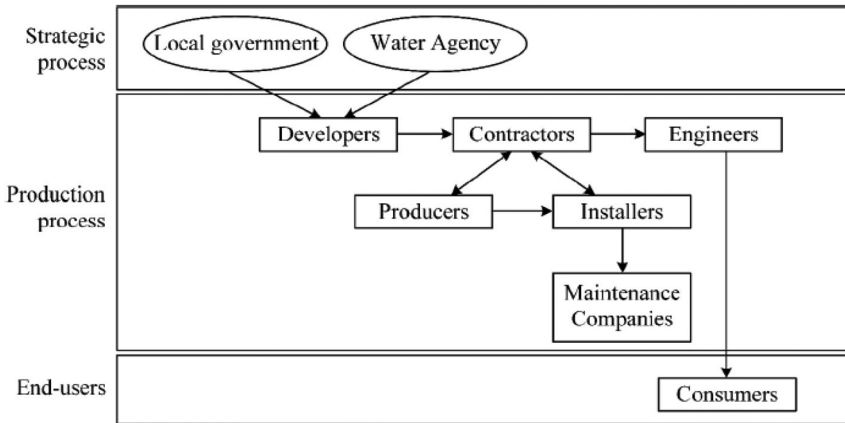 Strategic
process
Local government
Water Agency
Developers
Contractors
Engineers
Production
process
Producers
Installers
Maintenance
Companies
End-users
Consumers